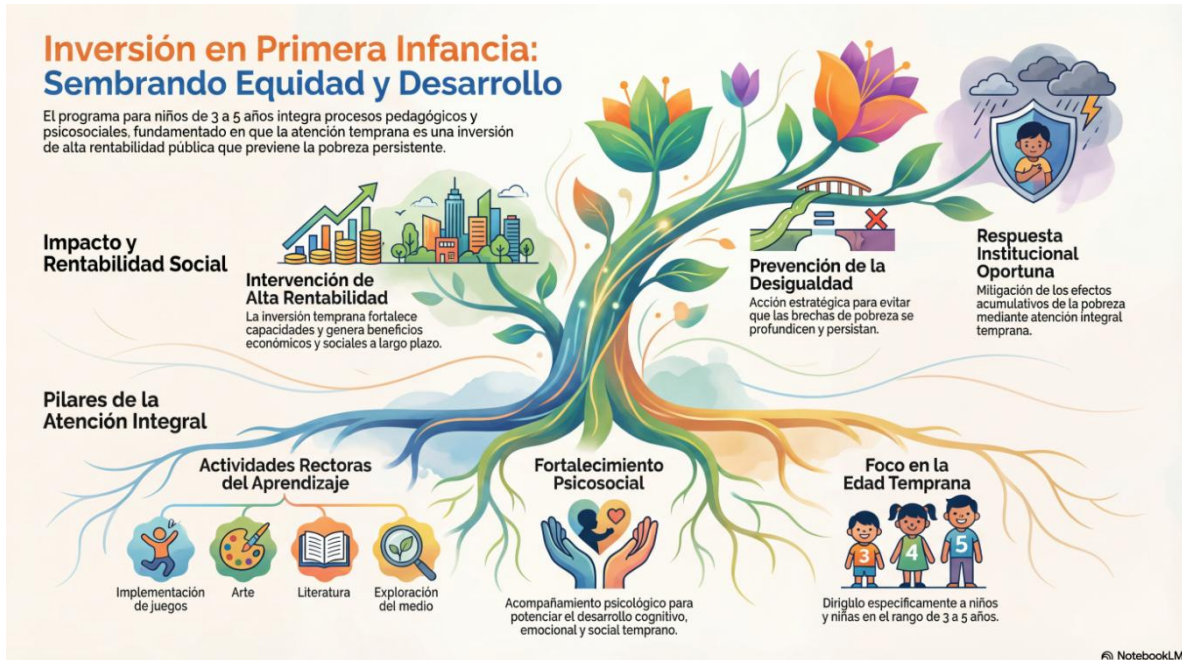 Inversión en Primera Infancia:
Sembrando Equidad y Desarrollo
El programa para niños de 3 a 5 años integra procesos pedagógicos y
psicosociales, fundamentado en que la atención temprana es una inversión
de alta rentabilidad pública que previene la pobreza persistente.
Impacto y
Rentabilidad Social
Intervención de
Alta Rentabilidad
La inversión temprana fortalece
capacidades y genera beneficios
económicos y sociales a largo plazo.
Prevención de la
Desigualdad
Acción estratégica para evitar
que las brechas de pobreza se
profundicen y persistan.
Respuesta
Institucional
Oportuna
Mitigación de los efectos
acumulativos de la pobreza
mediante atención integral
temprana.
Pilares de la
Atención Integral
Actividades Rectoras
del Aprendizaje
Implementación
de juegos
Arte
Literatura
Exploración
del medio
Fortalecimiento
Psicosocial
Acompañamiento psicológico para
potenciar el desarrollo cognitivo,
emocional y social temprano.
Foco en la
Edad Temprana
3
4
5
específicamente a niños
y niñas en el rango de 3 a 5 años.
NotebookLM